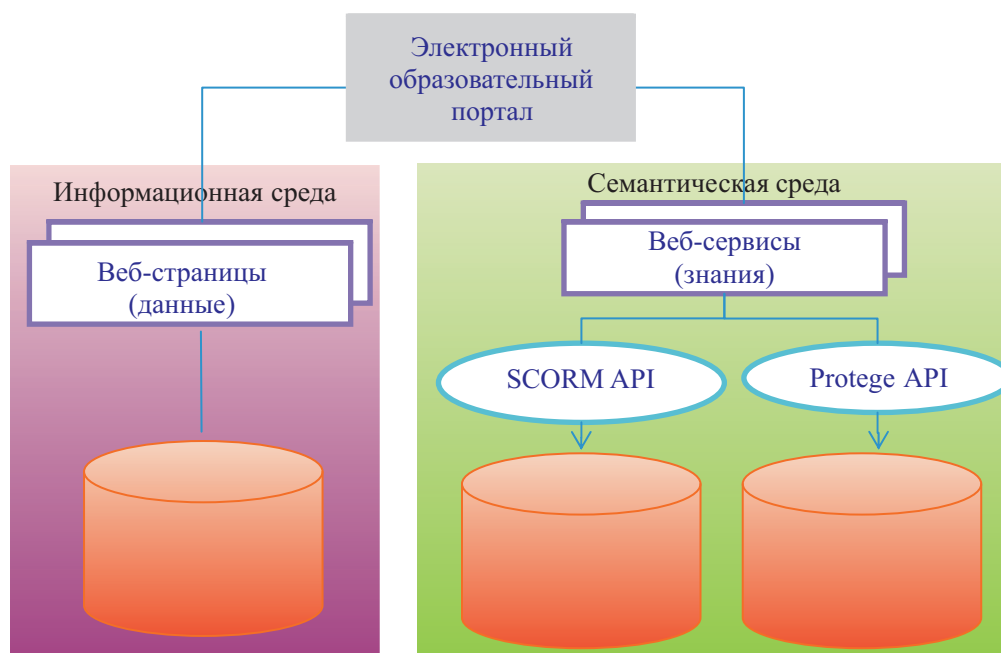 Электронный
образовательный
портал
Информационная среда
Веб-страницы
(данные)
Семантическая среда
Веб-сервисы
(знания)
SCORM API
Protege API